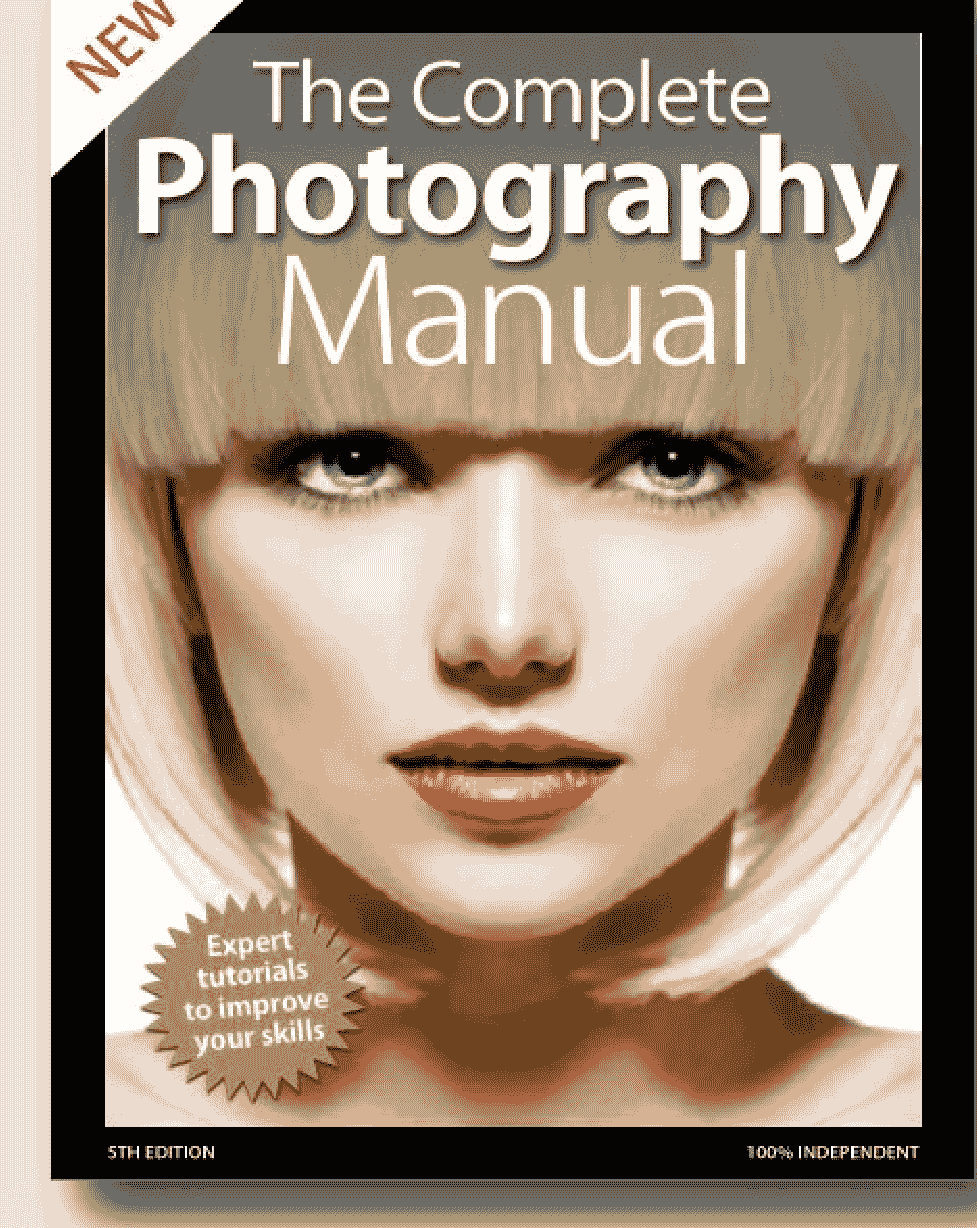 NEW
The Complete
Photography
Manual
Expert
tutorials
to improve
your skills
5TH EDITION
100% INDEPENDENT